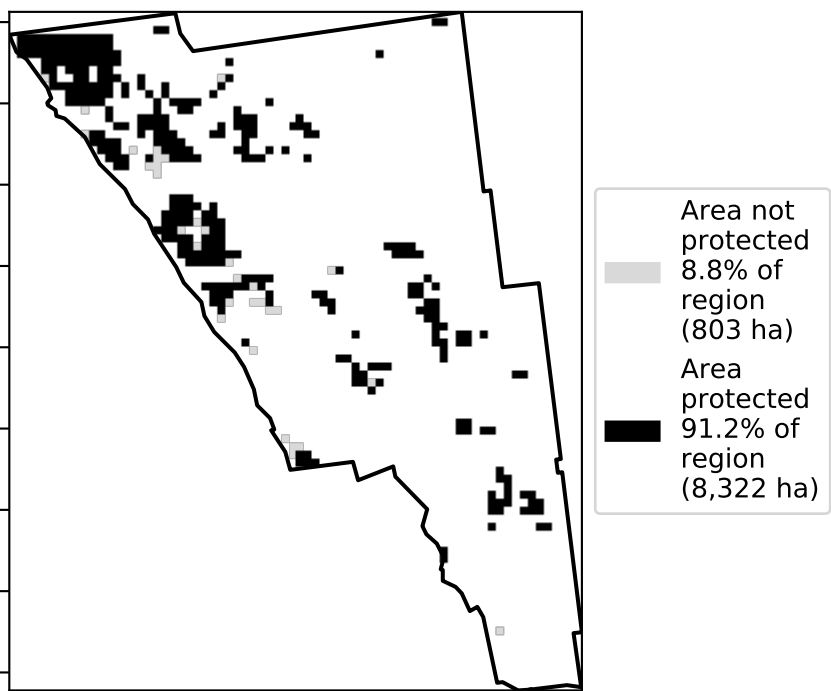 Area not
protected
8.8% of
region
(803 ha)
Area
protected
91.2% of
region
(8,322 ha)